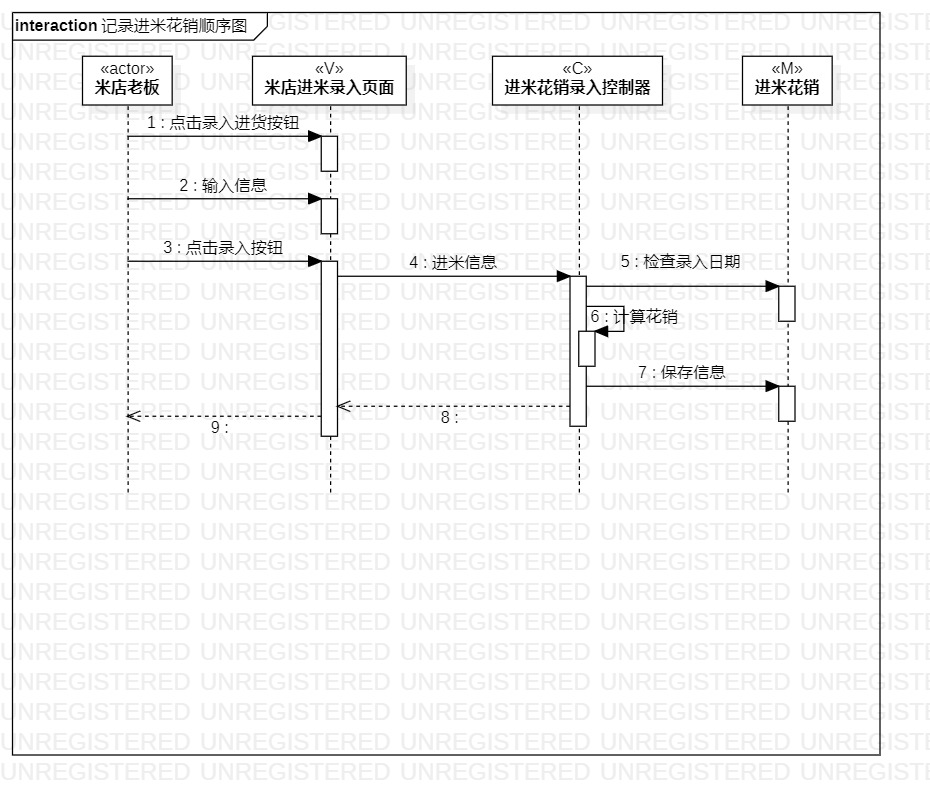 interaction 记录进米花销顺序图
«actor»
米店老板
«V»
米店进米录入页面
«C»
进米花销录入控制器
«M»
进米花销
1 : 点击录入进货按钮
2 : 输入信息
3 : 点击录入按钮
4 : 进米信息
5 : 检查录入日期
6 : 计算花销
7 : 保存信息
8 :
9 :
UNREGISTERED